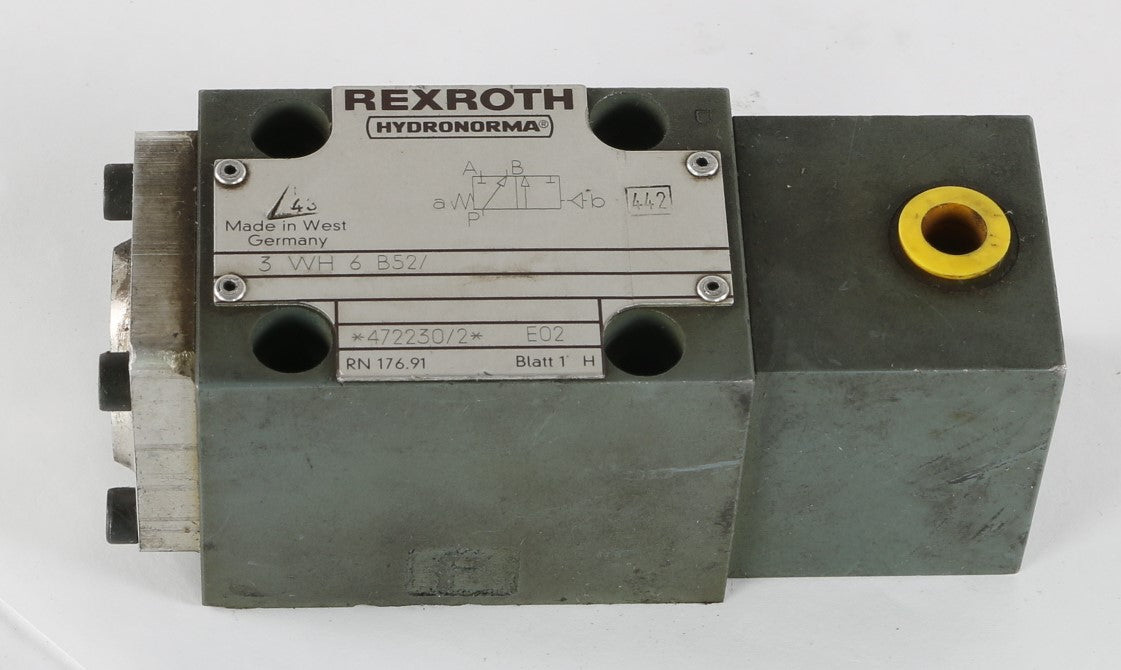 REXROTH
HYDRONORMA®
A B
a b
P
442
43
Made in West
Germany
3 WH 6 B52/
*472230/2* E02
RN 176.91 Blatt 1 H